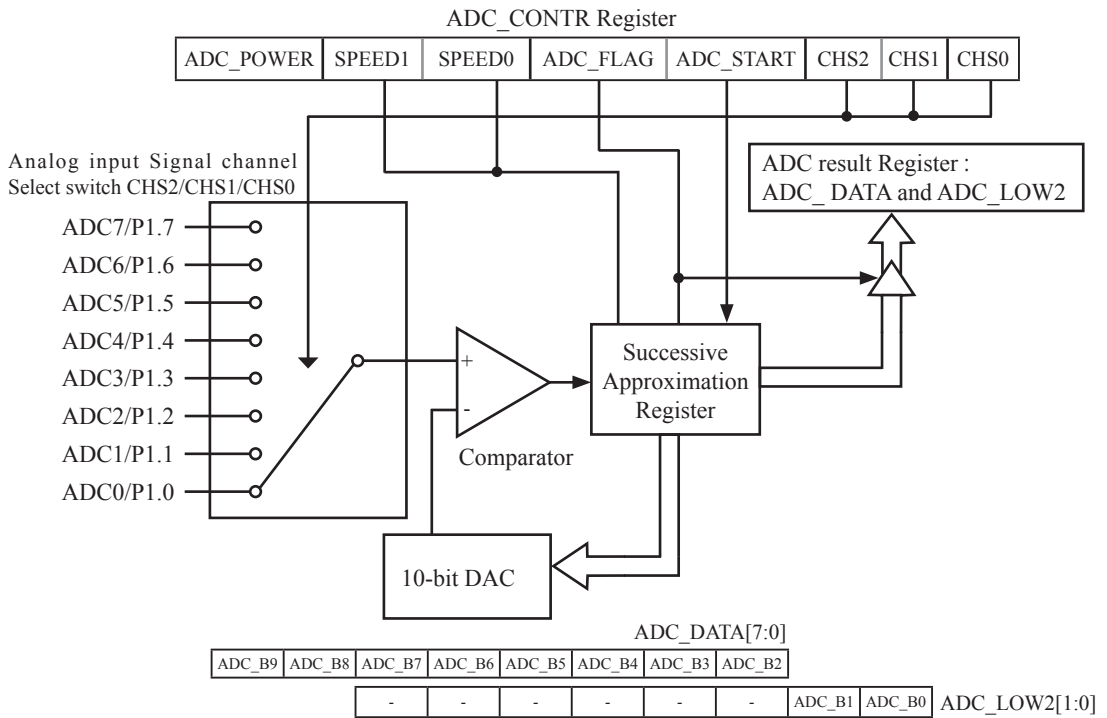 ADC_CONTR Register
ADC_POWER SPEED1 SPEED0 ADC_FLAG ADC_START CHS2 CHS1 CHS0
Analog input Signal channel
Select switch CHS2/CHS1/CHS0
ADC result Register :
ADC_ DATA and ADC_LOW2
ADC7/P1.7
ADC6/P1.6
ADC5/P1.5
ADC4/P1.4
ADC3/P1.3
ADC2/P1.2
ADC1/P1.1
ADC0/P1.0
+
-
Comparator
Successive
Approximation
Register
10-bit DAC
ADC_DATA[7:0]
ADC_B9 ADC_B8 ADC_B7 ADC_B6 ADC_B5 ADC_B4 ADC_B3 ADC_B2
- - - - - - ADC_B1 ADC_B0 ADC_LOW2[1:0]